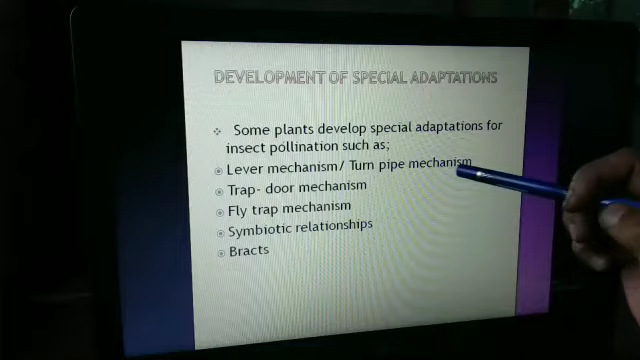 DEVELOPMENT OF SPECIAL ADAPTATIONS
Some plants develop special adaptations for
insect pollination such as;
Lever mechanism/ Turn pipe mechanism
Trap- door mechanism
Fly trap mechanism
Symbiotic relationships
Bracts